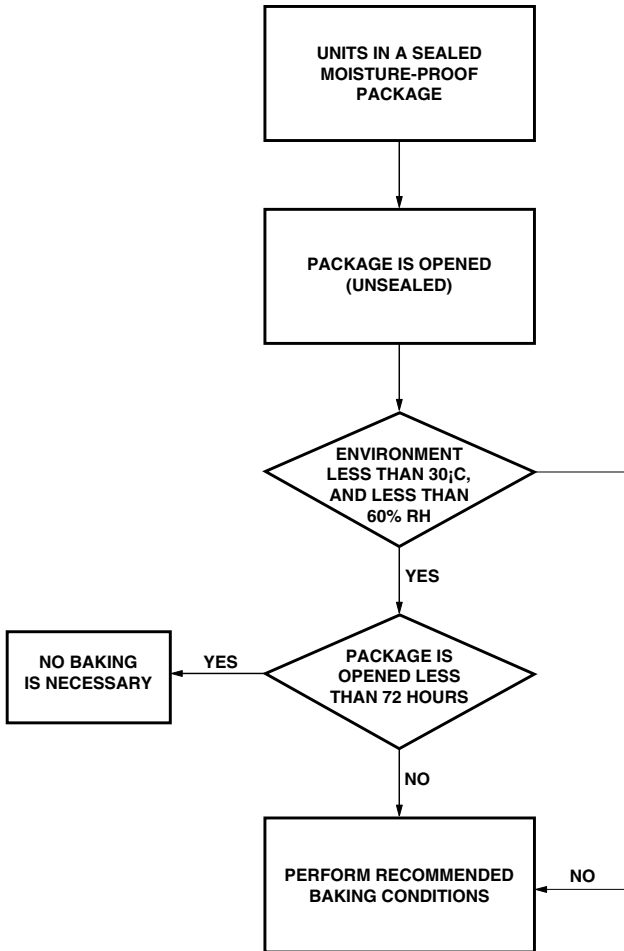 UNITS IN A SEALED
MOISTURE-PROOF
PACKAGE
PACKAGE IS OPENED
(UNSEALED)
ENVIRONMENT
LESS THAN 30¡C,
AND LESS THAN
60% RH
YES
NO BAKING
IS NECESSARY
YES
PACKAGE IS
OPENED LESS
THAN 72 HOURS
NO
PERFORM RECOMMENDED
BAKING CONDITIONS
NO